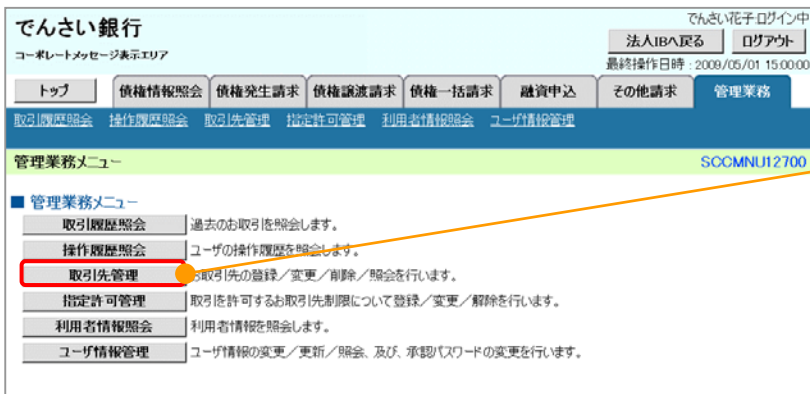 でんさい銀行
コーポレートメッセージ表示エリア
でんさい花子 ログイン中
法人IBへ戻る ログアウト
最終操作日時：2009/05/01 15:00:00
トップ 債権情報照会 債権発生請求 債権譲渡請求 債権一括請求 融資申込 その他請求 管理業務
取引履歴照会 操作履歴照会 取引先管理 指定許可管理 利用者情報照会 ユーザ情報管理
管理業務メニュー SCCMNU12700
■ 管理業務メニュー
取引履歴照会 過去のお取引を照会します。
操作履歴照会 ユーザの操作履歴を照会します。
取引先管理 お取引先の登録／変更／削除／照会を行います。
指定許可管理 取引を許可するお取引先制限について登録／変更／解除を行います。
利用者情報照会 利用者情報を照会します。
ユーザ情報管理 ユーザ情報の変更／更新／照会、及び、承認パスワードの変更を行います。